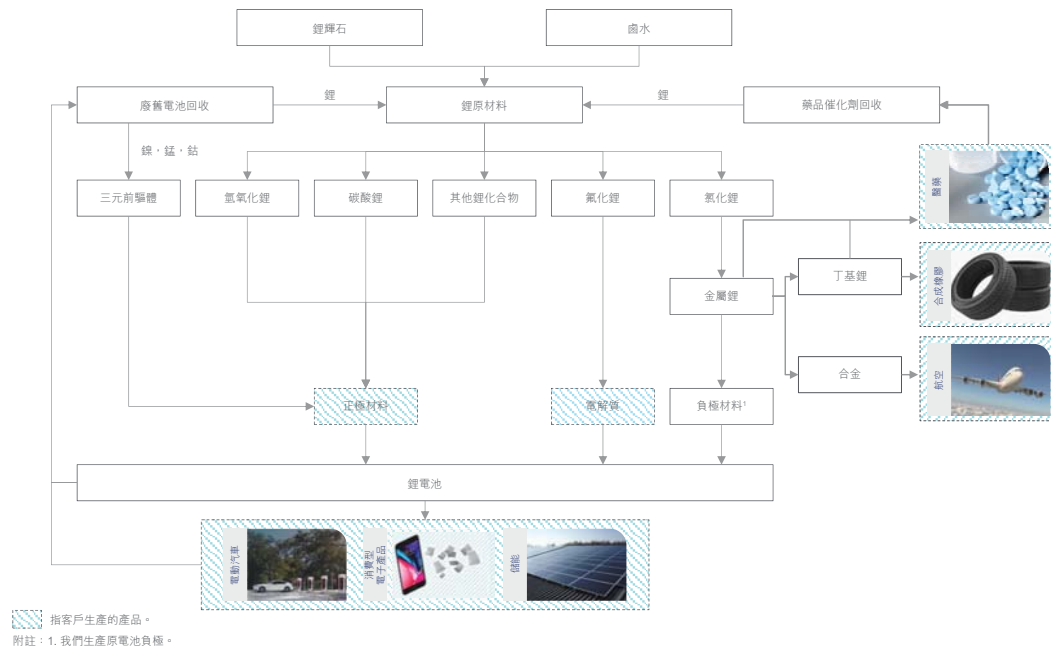 鋰輝石
鹵水
廢舊電池回收
鋰
鋰原材料
鋰
藥品催化劑回收
鎳、錳、鈷
三元前驅體
氫氧化鋰
碳酸鋰
其他鋰化合物
氟化鋰
氯化鋰
醫藥
金屬鋰
丁基鋰
合成橡膠
合金
航空
正極材料
電解質
負極材料¹
鋰電池
電動汽車
消費型
電子產品
儲能
指客戶生產的產品。
附註：1. 我們生產原電池負極。